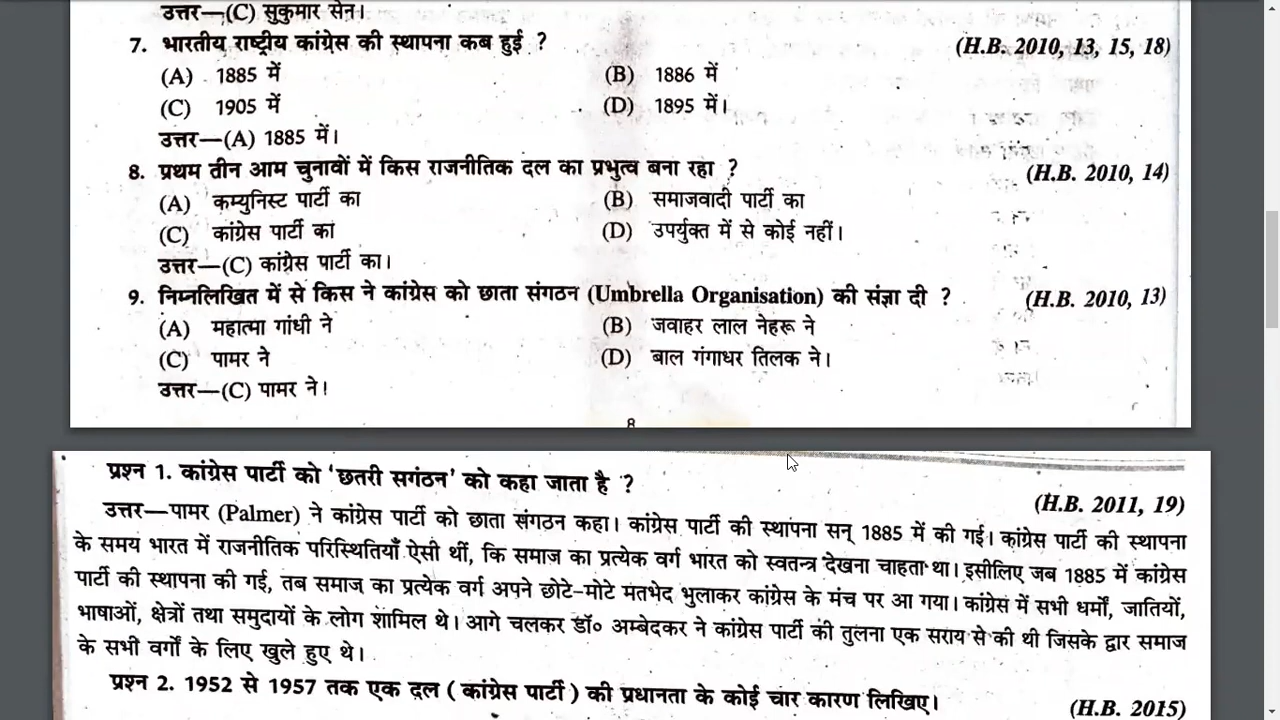 उत्तर—(C) सुकुमार सेन।
7. भारतीय राष्ट्रीय कांग्रेस की स्थापना कब हुई ? (H.B. 2010, 13, 15, 18)
(A) 1885 में (B) 1886 में
(C) 1905 में (D) 1895 में।
उत्तर—(A) 1885 में।
8. प्रथम तीन आम चुनावों में किस राजनीतिक दल का प्रभुत्व बना रहा ? (H.B. 2010, 14)
(A) कम्युनिस्ट पार्टी का (B) समाजवादी पार्टी का
(C) कांग्रेस पार्टी का (D) उपर्युक्त में से कोई नहीं।
उत्तर—(C) कांग्रेस पार्टी का।
9. निम्नलिखित में से किस ने कांग्रेस को छाता संगठन (Umbrella Organisation) की संज्ञा दी ? (H.B. 2010, 13)
(A) महात्मा गांधी ने (B) जवाहर लाल नेहरू ने
(C) पामर ने (D) बाल गंगाधर तिलक ने।
उत्तर—(C) पामर ने।
8
प्रश्न 1. कांग्रेस पार्टी को ‘छतरी सगंठन’ को कहा जाता है ? (H.B. 2011, 19)
उत्तर—पामर (Palmer) ने कांग्रेस पार्टी को छाता संगठन कहा। कांग्रेस पार्टी की स्थापना सन् 1885 में की गई। कांग्रेस पार्टी की स्थापना
के समय भारत में राजनीतिक परिस्थितियाँ ऐसी थीं, कि समाज का प्रत्येक वर्ग भारत को स्वतन्त्र देखना चाहता था। इसीलिए जब 1885 में कांग्रेस
पार्टी की स्थापना की गई, तब समाज का प्रत्येक वर्ग अपने छोटे-मोटे मतभेद भुलाकर कांग्रेस के मंच पर आ गया। कांग्रेस में सभी धर्मों, जातियों,
भाषाओं, क्षेत्रों तथा समुदायों के लोग शामिल थे। आगे चलकर डॉ० अम्बेदकर ने कांग्रेस पार्टी की तुलना एक सराय से की थी जिसके द्वार समाज
के सभी वर्गों के लिए खुले हुए थे।
प्रश्न 2. 1952 से 1957 तक एक दल (कांग्रेस पार्टी) की प्रधानता के कोई चार कारण लिखिए। (H.B. 2015)